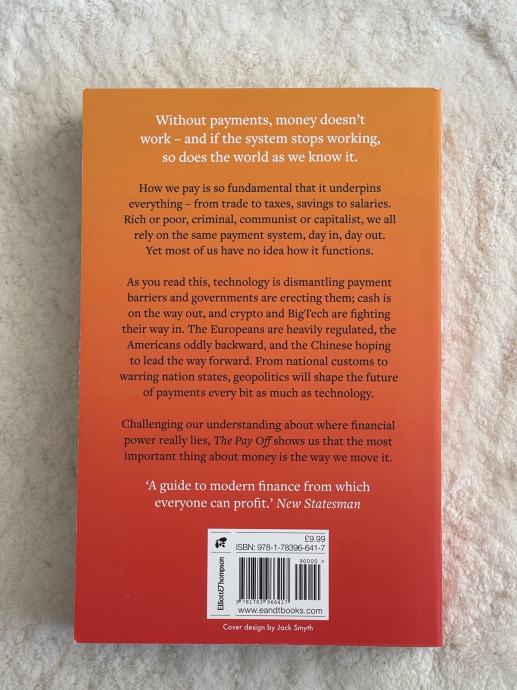 Without payments, money doesn't
work – and if the system stops working,
so does the world as we know it.
How we pay is so fundamental that it underpins
everything – from trade to taxes, savings to salaries.
Rich or poor, criminal, communist or capitalist, we all
rely on the same payment system, day in, day out.
Yet most of us have no idea how it functions.
As you read this, technology is dismantling payment
barriers and governments are erecting them; cash is
on the way out, and crypto and BigTech are fighting
their way in. The Europeans are heavily regulated, the
Americans oddly backward, and the Chinese hoping
to lead the way forward. From national customs to
warring nation states, geopolitics will shape the future
of payments every bit as much as technology.
Challenging our understanding about where financial
power really lies, The Pay Off shows us that the most
important thing about money is the way we move it.
'A guide to modern finance from which
everyone can profit.' New Statesman
Elliott&Thompson
£9.99
ISBN: 978-1-78396-641-7
90000 >
9 781783 966417
www.eandtbooks.com
Cover design by Jack Smyth